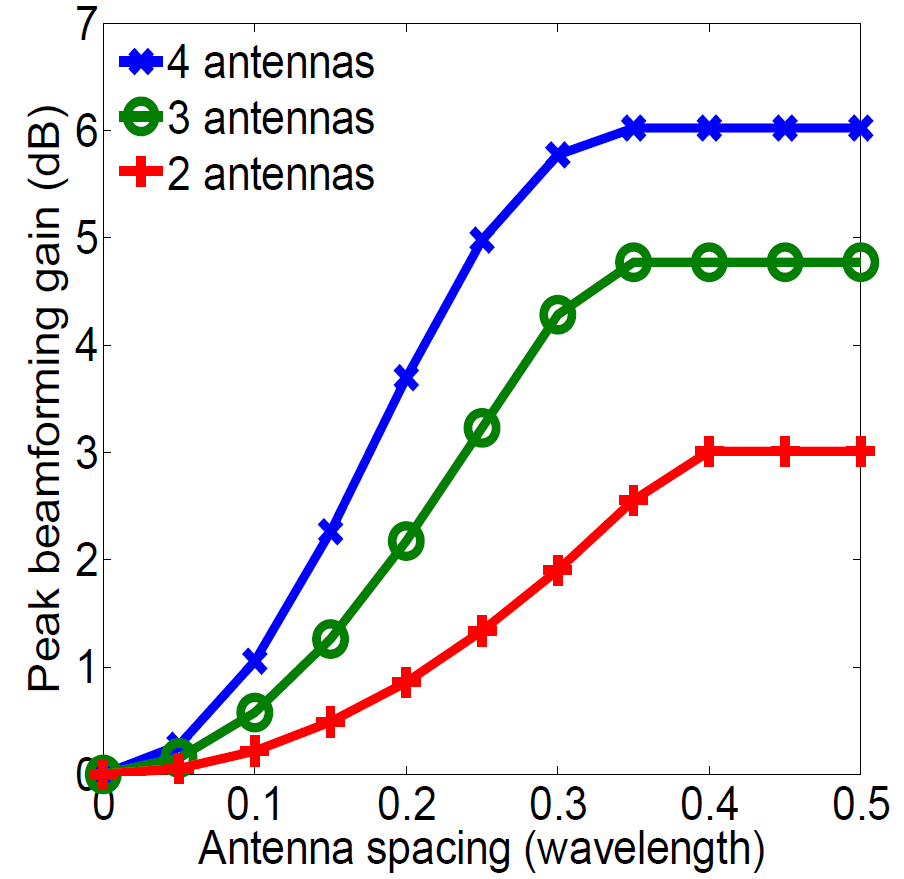 7
6
5
4
3
2
1
0
4 antennas
3 antennas
2 antennas
Peak beamforming gain (dB)
0 0.1 0.2 0.3 0.4 0.5
Antenna spacing (wavelength)